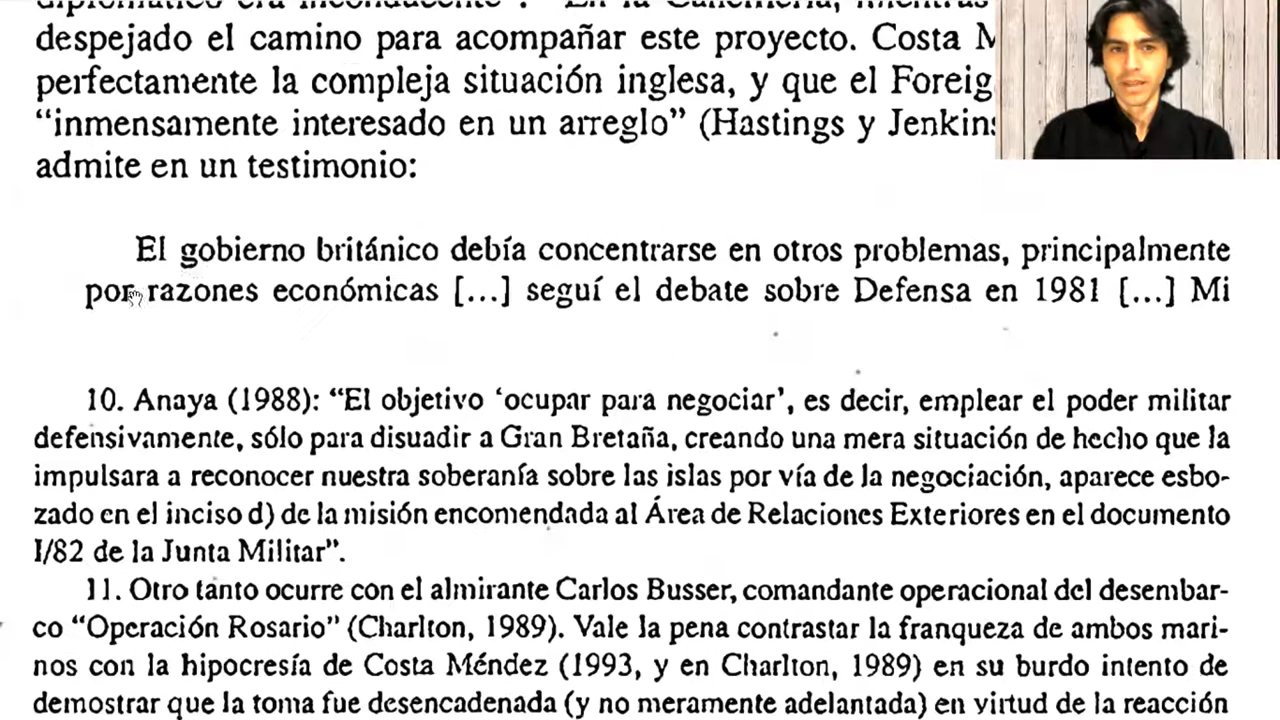 diplomático era inconducente". En la Cancillería, mientras
despejado el camino para acompañar este proyecto. Costa M
perfectamente la compleja situación inglesa, y que el Foreig
“inmensamente interesado en un arreglo” (Hastings y Jenkins
admite en un testimonio:
El gobierno británico debía concentrarse en otros problemas, principalmente
por razones económicas [...] seguí el debate sobre Defensa en 1981 [...] Mi
10. Anaya (1988): “El objetivo ‘ocupar para negociar’, es decir, emplear el poder militar
defensivamente, sólo para disuadir a Gran Bretaña, creando una mera situación de hecho que la
impulsara a reconocer nuestra soberanía sobre las islas por vía de la negociación, aparece esbo-
zado en el inciso d) de la misión encomendada al Área de Relaciones Exteriores en el documento
I/82 de la Junta Militar”.
11. Otro tanto ocurre con el almirante Carlos Busser, comandante operacional del desembar-
co “Operación Rosario” (Charlton, 1989). Vale la pena contrastar la franqueza de ambos mari-
nos con la hipocresía de Costa Méndez (1993, y en Charlton, 1989) en su burdo intento de
demostrar que la toma fue desencadenada (y no meramente adelantada) en virtud de la reacción